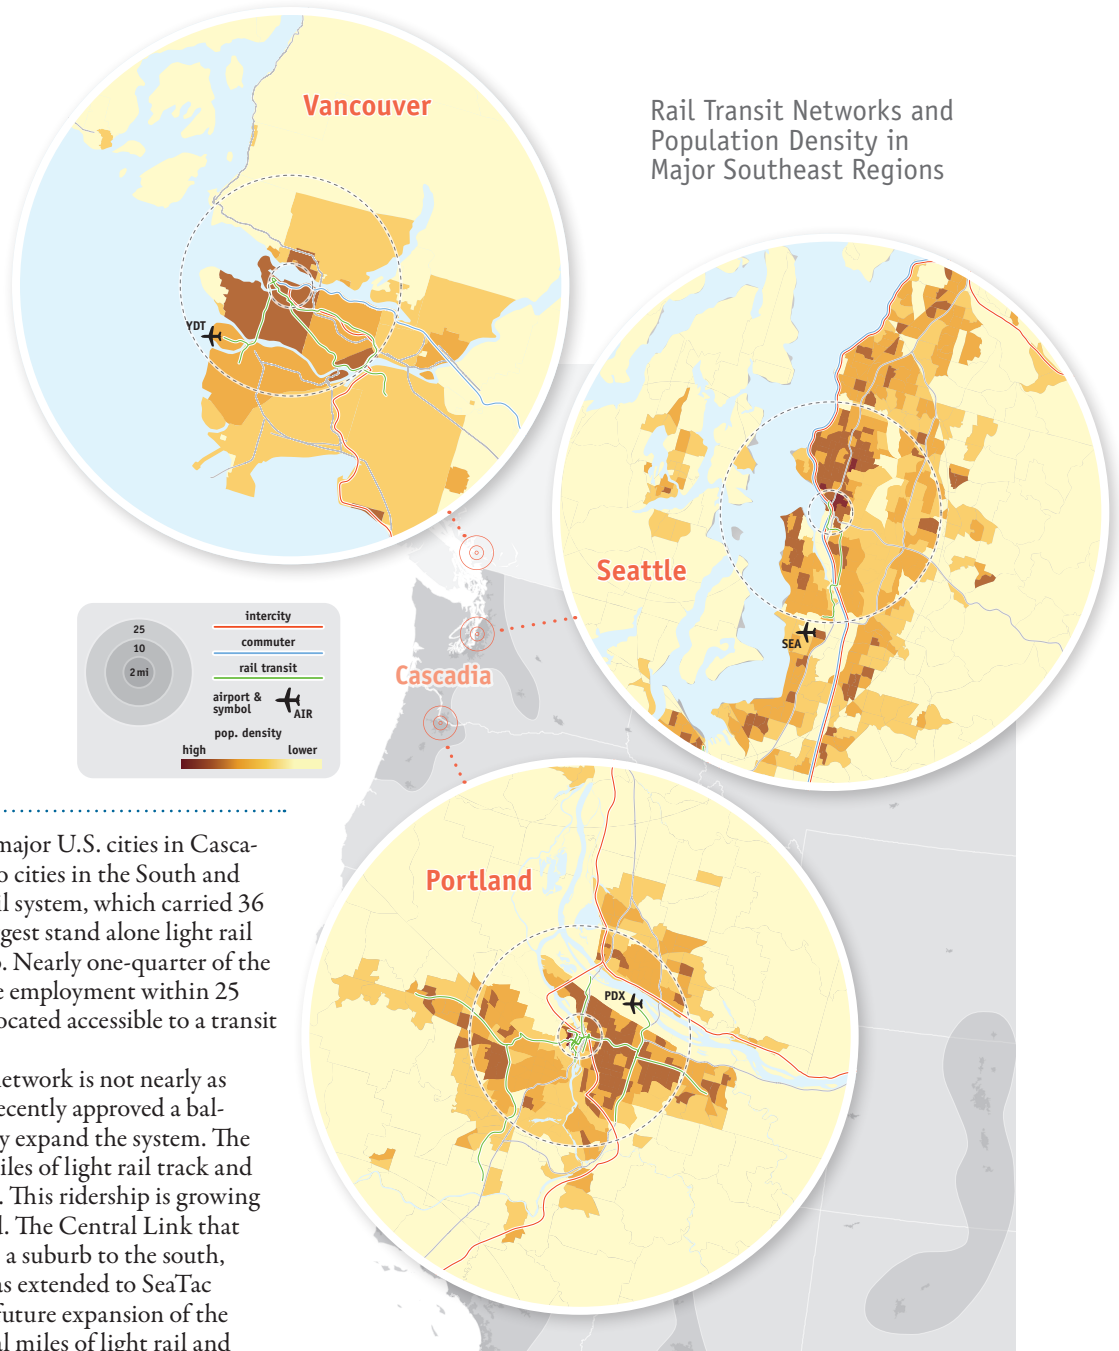 Vancouver
Rail Transit Networks and
Population Density in
Major Southeast Regions
YDT
Seattle
SEA
25
10
2 mi
intercity
commuter
rail transit
airport &
symbol
AIR
pop. density
high
lower
Cascadia
Portland
PDX
major U.S. cities in Casca-
o cities in the South and
il system, which carried 36
gest stand alone light rail
o. Nearly one-quarter of the
e employment within 25
ocated accessible to a transit
network is not nearly as
ecently approved a bal-
y expand the system. The
iles of light rail track and
. This ridership is growing
l. The Central Link that
a suburb to the south,
as extended to SeaTac
future expansion of the
al miles of light rail and